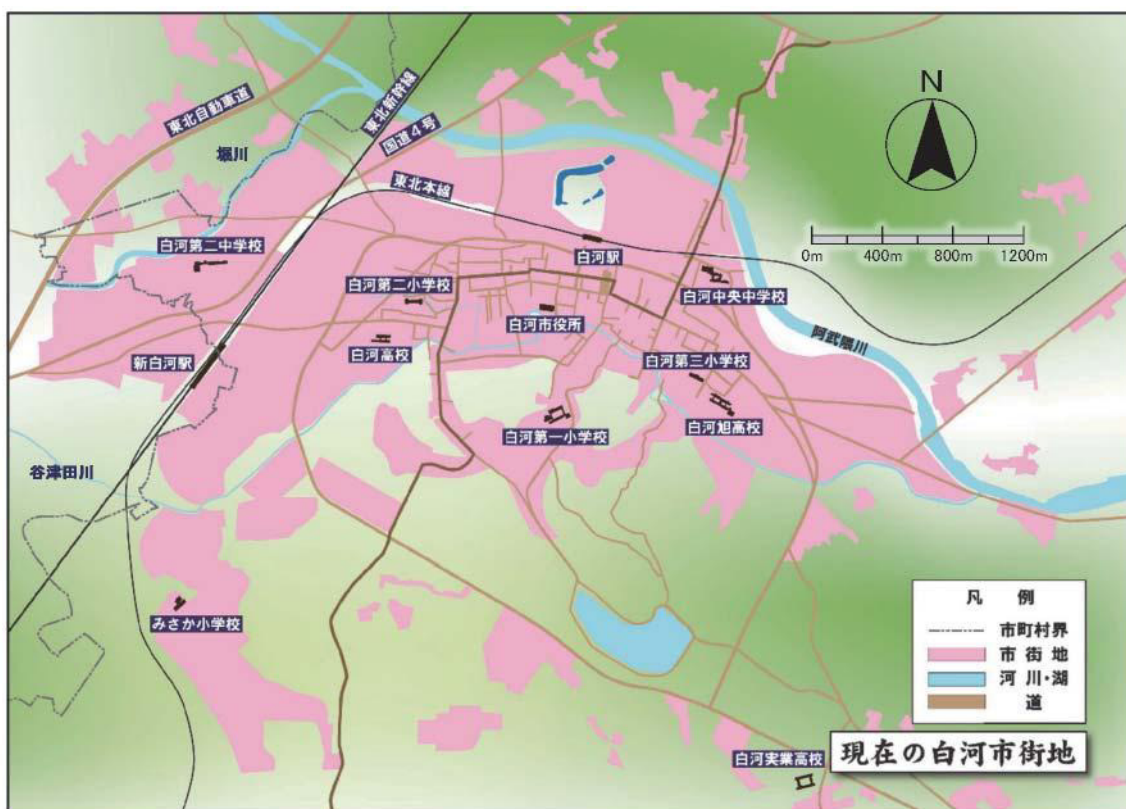 東北自動車道
東北新幹線
国道4号
堀川
東北本線
N
0m 400m 800m 1200m
白河第二中学校
白河駅
白河第二小学校
白河中央中学校
白河市役所
白河高校
阿武隈川
新白河駅
白河第三小学校
白河第一小学校
白河旭高校
谷津田川
みさか小学校
白河実業高校
凡 例
市町村界
市街地
河川・湖
道
現在の白河市街地